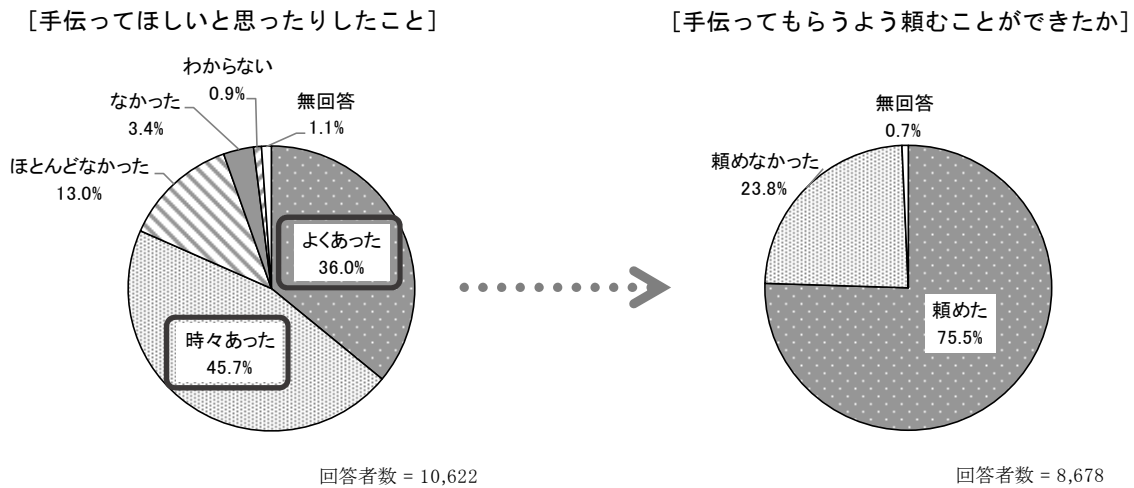 [手伝ってほしいと思ったりしたこと]
わからない
0.9%
無回答
1.1%
なかった
3.4%
ほとんどなかった
13.0%
よくあった
36.0%
時々あった
45.7%
回答者数 = 10,622
[手伝ってもらうよう頼むことができたか]
無回答
0.7%
頼めなかった
23.8%
頼めた
75.5%
回答者数 = 8,678